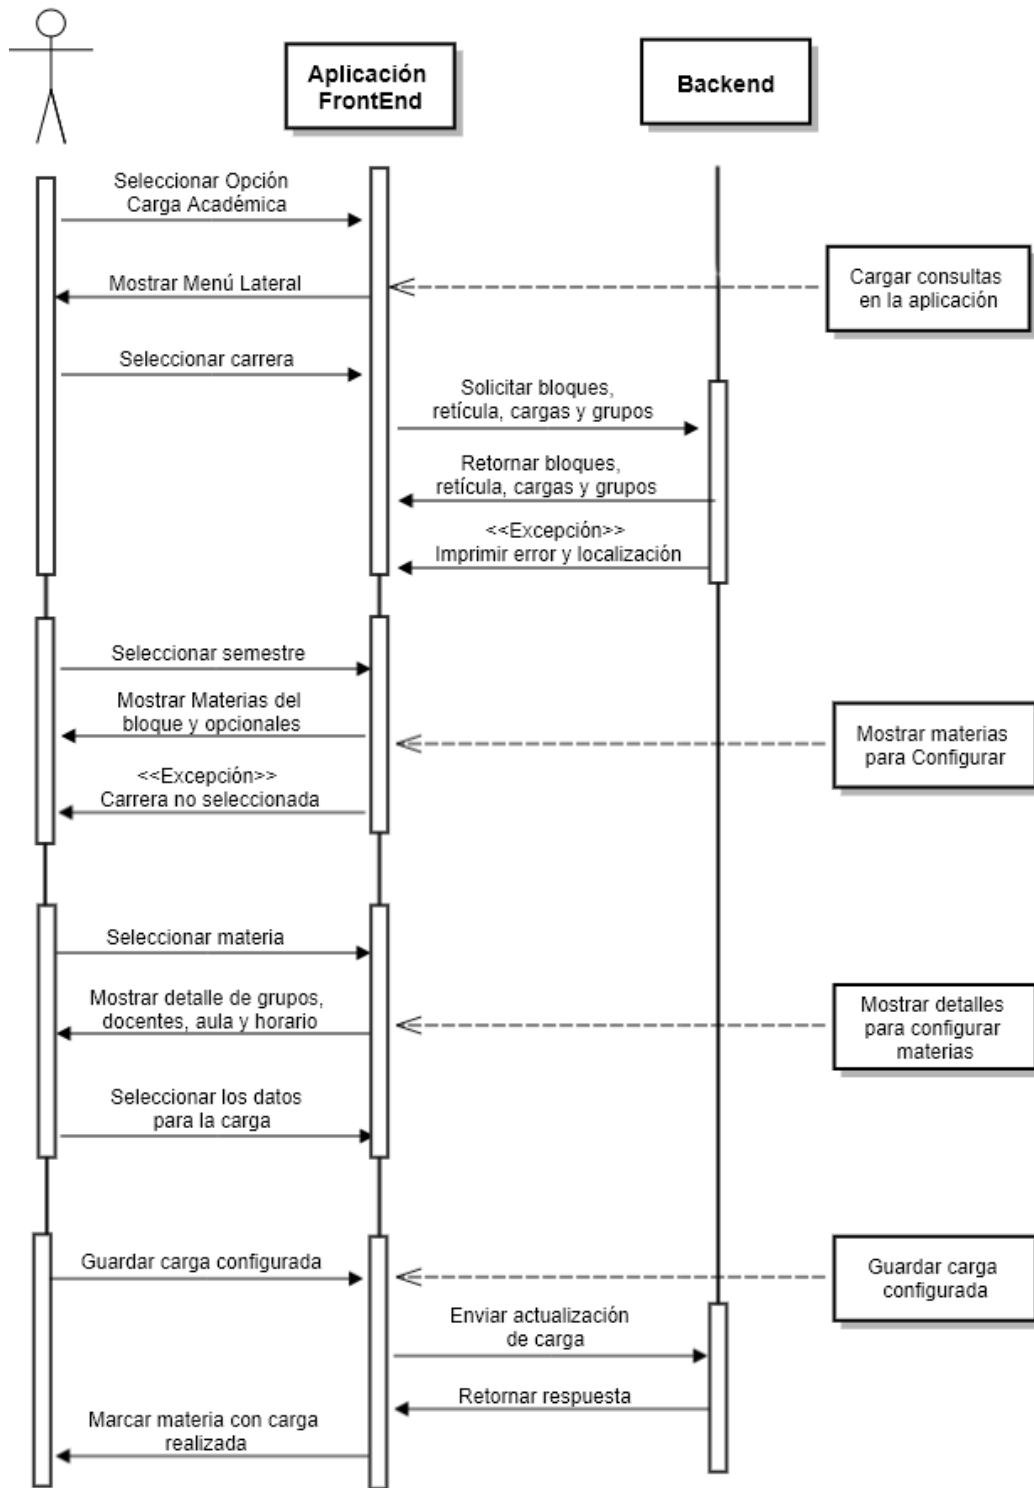 Aplicación
FrontEnd
Backend
Seleccionar Opción
Carga Académica
Mostrar Menú Lateral
Cargar consultas
en la aplicación
Seleccionar carrera
Solicitar bloques,
retícula, cargas y grupos
Retornar bloques,
retícula, cargas y grupos
<<Excepción>>
Imprimir error y localización
Seleccionar semestre
Mostrar Materias del
bloque y opcionales
Mostrar materias
para Configurar
<<Excepción>>
Carrera no seleccionada
Seleccionar materia
Mostrar detalle de grupos,
docentes, aula y horario
Mostrar detalles
para configurar
materias
Seleccionar los datos
para la carga
Guardar carga configurada
Guardar carga
configurada
Enviar actualización
de carga
Retornar respuesta
Marcar materia con carga
realizada